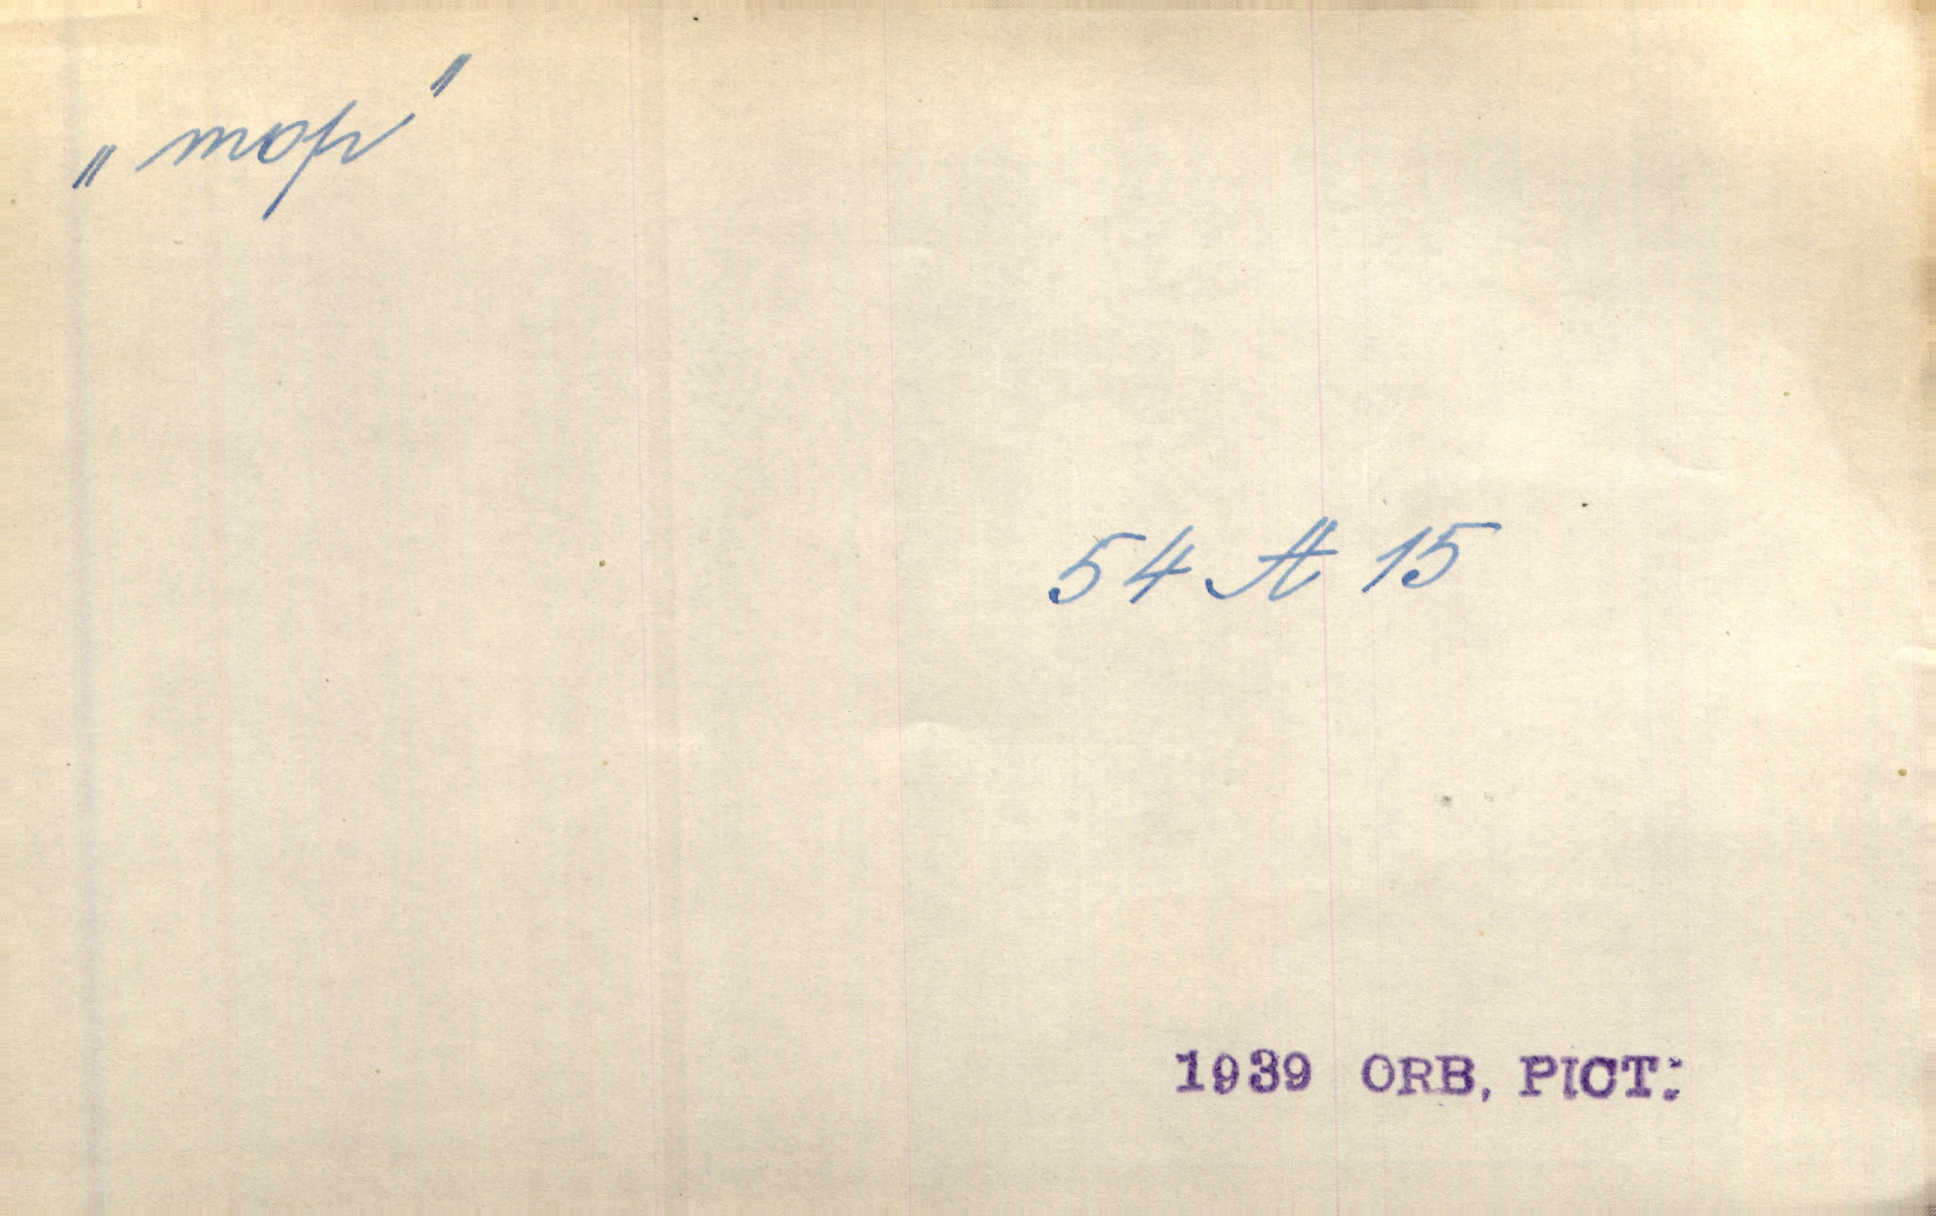 „mop"
54 A 15
1939 ORB, PICT: